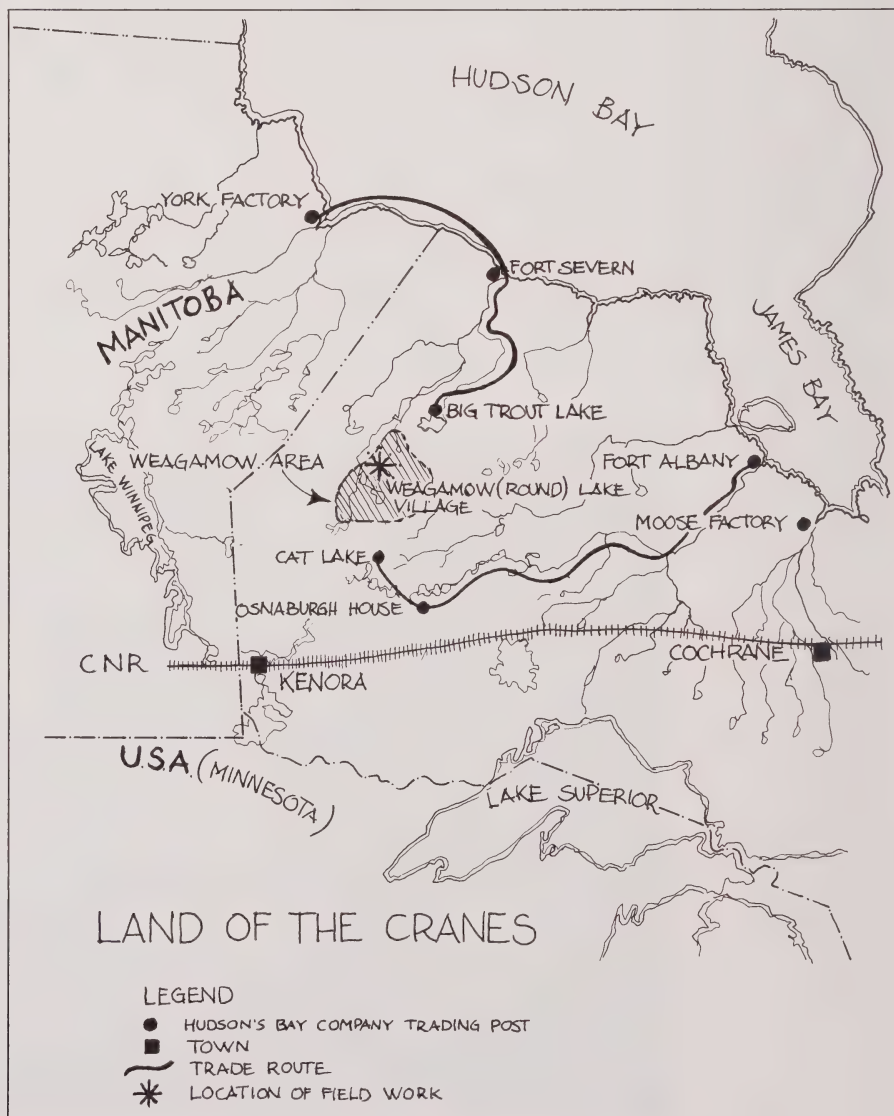 HUDSON BAY
YORK FACTORY
FORT SEVERN
MANITOBA
JAMES BAY
BIG TROUT LAKE
LAKE WINNIPEG
WEAGAMOW AREA
FORT ALBANY
WEAGAMOW (ROUND) LAKE
VILLAGE
MOOSE FACTORY
CAT LAKE
OSNABURGH HOUSE
CNR
COCHRANE
KENORA
U.S.A. (MINNESOTA)
LAKE SUPERIOR
LAND OF THE CRANES
LEGEND
HUDSON'S BAY COMPANY TRADING POST
TOWN
TRADE ROUTE
LOCATION OF FIELD WORK